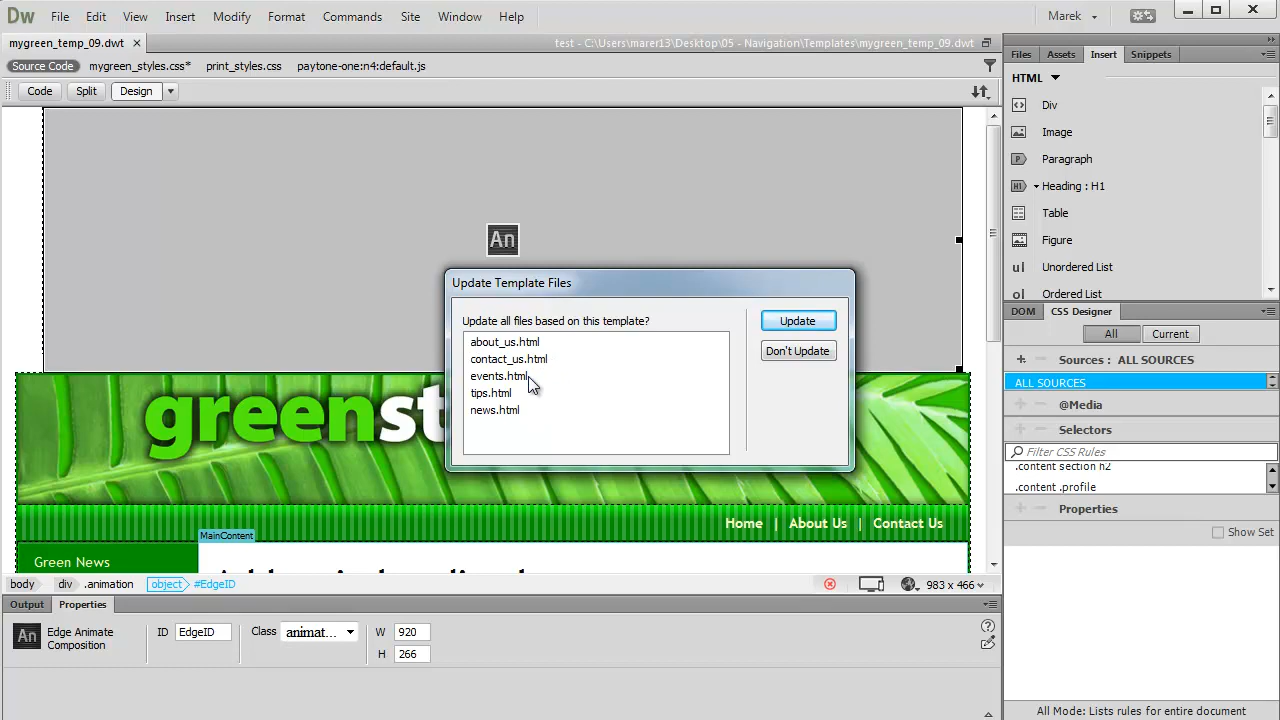 Dw File Edit View Insert Modify Format Commands Site Window Help Marek
mygreen_temp_09.dwt × test - C:\Users\marer13\Desktop\05 - Navigation\Templates\mygreen_temp_09.dwt
Source Code mygreen_styles.css* print_styles.css paytone-one:n4:default.js
Code Split Design
An
Update Template Files
Update all files based on this template?
about_us.html
contact_us.html
events.html
tips.html
news.html
Update
Don't Update
greenst
Home | About Us | Contact Us
MainContent
Green News
body div .animation object #EdgeID 983 x 466
Output Properties
An Edge Animate Composition
ID EdgeID Class animat... W 920
H 266
Files Assets Insert Snippets
HTML
Div
Image
Paragraph
Heading : H1
Table
Figure
ul Unordered List
ol Ordered List
DOM CSS Designer
All Current
Sources : ALL SOURCES
ALL SOURCES
@Media
Selectors
Filter CSS Rules
.content section h2
.content .profile
Properties
Show Set
All Mode: Lists rules for entire document